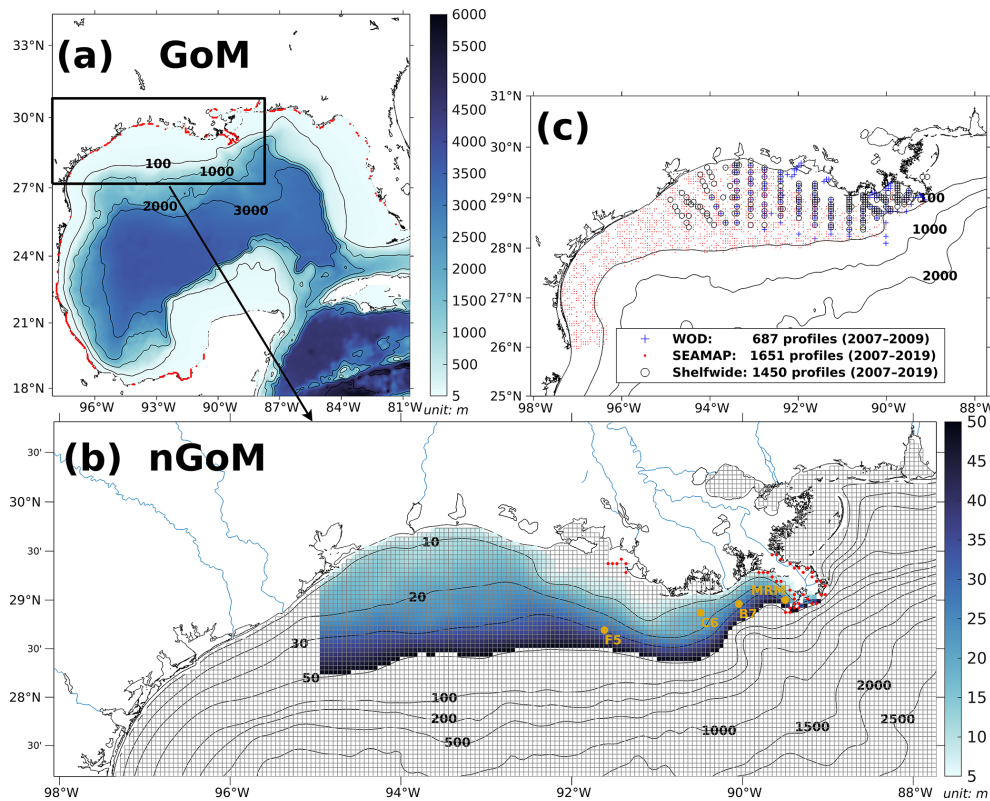 (a) GoM
33°N
30°N
27°N
24°N
21°N
18°N
96°W
93°W
90°W
87°W
84°W
81°W
100
1000
2000
3000
6000
5500
5000
4500
4000
3500
3000
2500
2000
1500
1000
500
5
unit: m
(c)
31°N
30°N
29°N
28°N
27°N
26°N
25°N
98°W
96°W
94°W
92°W
90°W
88°W
100
1000
2000
WOD: 687 profiles (2007–2009)
SEAMAP: 1651 profiles (2007–2019)
Shelfwide: 1450 profiles (2007–2019)
(b) nGoM
30'
30°N
30'
29°N
30'
28°N
30'
98°W
96°W
94°W
92°W
90°W
88°W
10
20
30
50
100
200
500
1000
1500
2000
2500
MRM
B7
C6
F5
50
45
40
35
30
25
20
15
10
5
unit: m